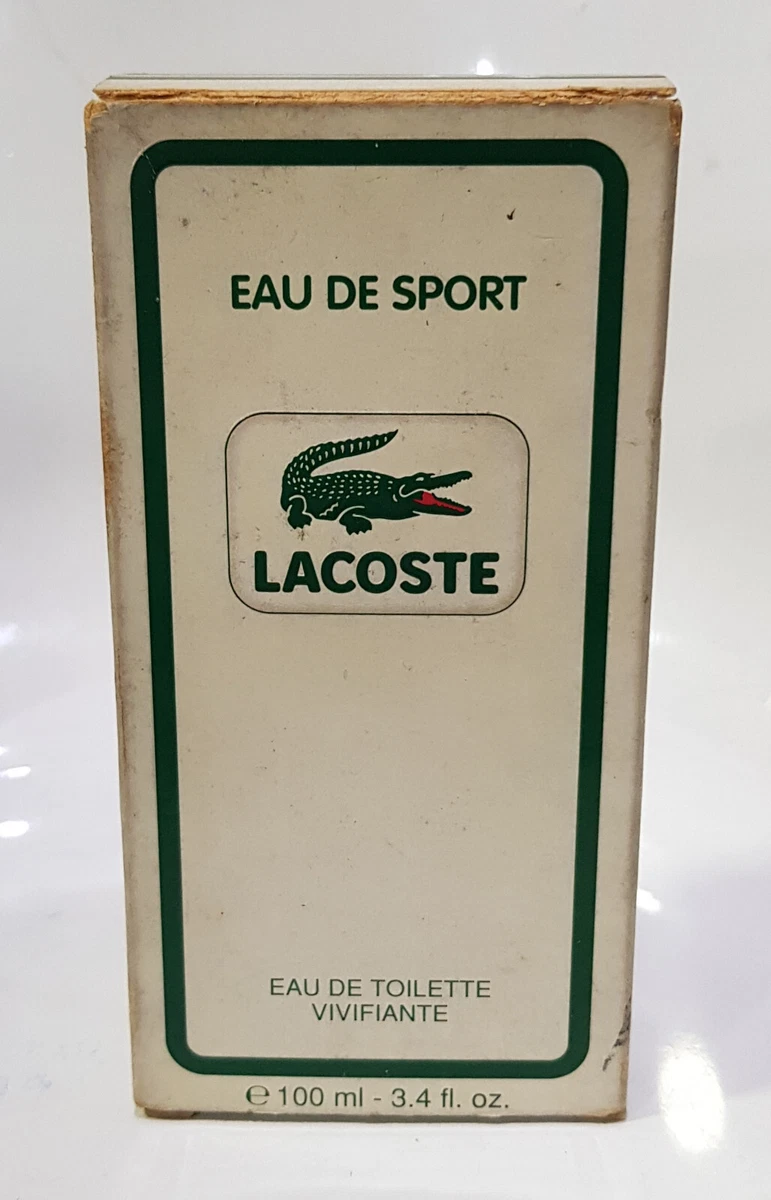 EAU DE SPORT
LACOSTE
EAU DE TOILETTE
VIVIFIANTE
℮ 100 ml - 3.4 fl. oz.